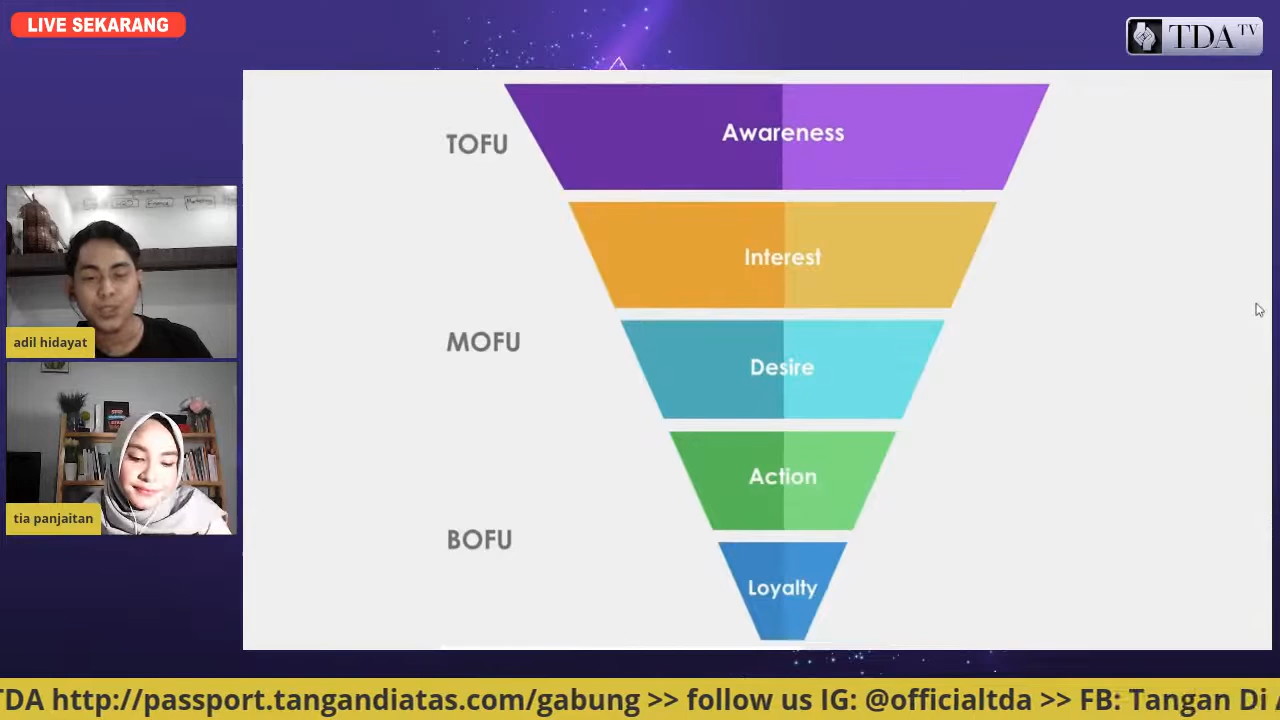 LIVE SEKARANG
TDA TV
TOFU
Awareness
Interest
MOFU
Desire
Action
BOFU
Loyalty
adil hidayat
tia panjaitan
TDA http://passport.tangandiatas.com/gabung >> follow us IG: @officialtda >> FB: Tangan Di